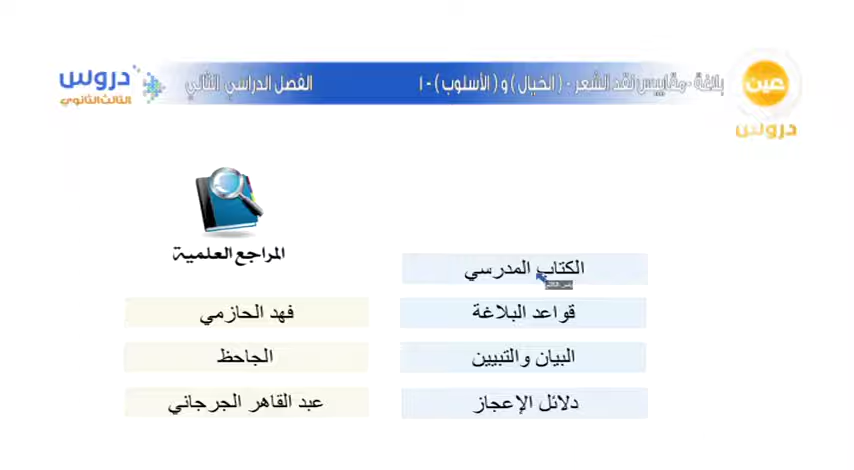 بلاغة -مقاييس نقد الشعر - ( الخيال ) و ( الأسلوب ) - ١
الفصل الدراسي الثاني
دروس
الثالث الثانوي
عين
دروس
المراجع العلمية
الكتاب المدرسي
قواعد البلاغة
فهد الحازمي
البيان والتبيين
الجاحظ
دلائل الإعجاز
عبد القاهر الجرجاني